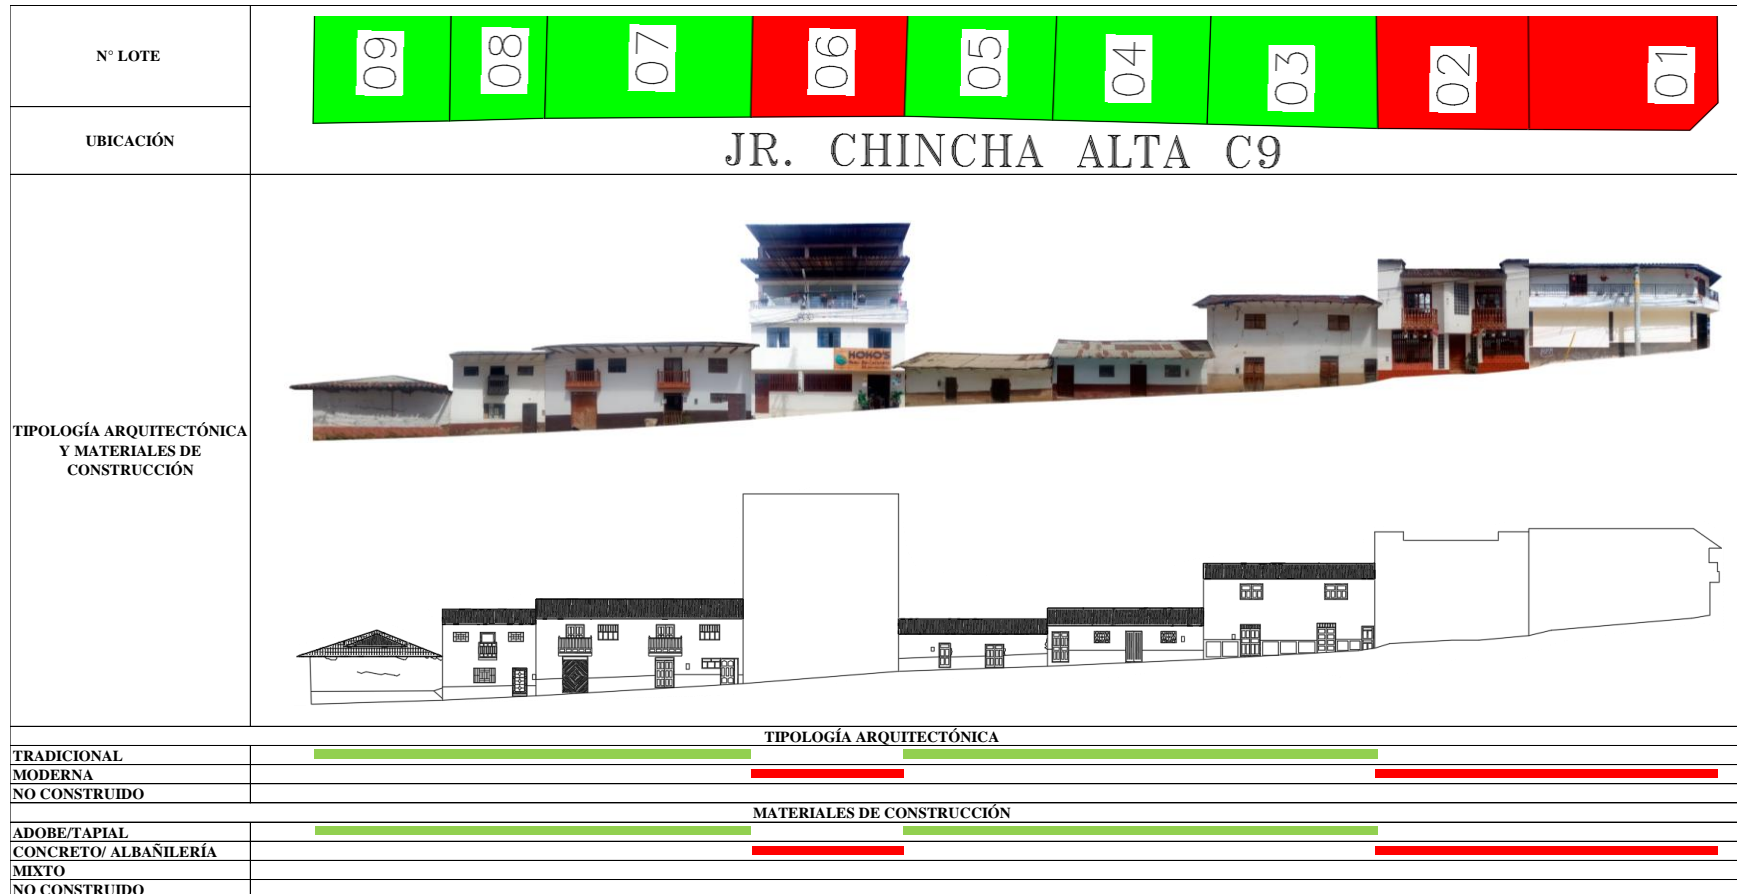 N° LOTE
09 08 07 06 05 04 03 02 01
UBICACIÓN
JR. CHINCHA ALTA C9
HONO'S
TIPOLOGÍA ARQUITECTÓNICA
Y MATERIALES DE
CONSTRUCCIÓN
TIPOLOGÍA ARQUITECTÓNICA
TRADICIONAL
MODERNA
NO CONSTRUIDO
MATERIALES DE CONSTRUCCIÓN
ADOBE/TAPIAL
CONCRETO/ ALBAÑILERÍA
MIXTO
NO CONSTRUIDO